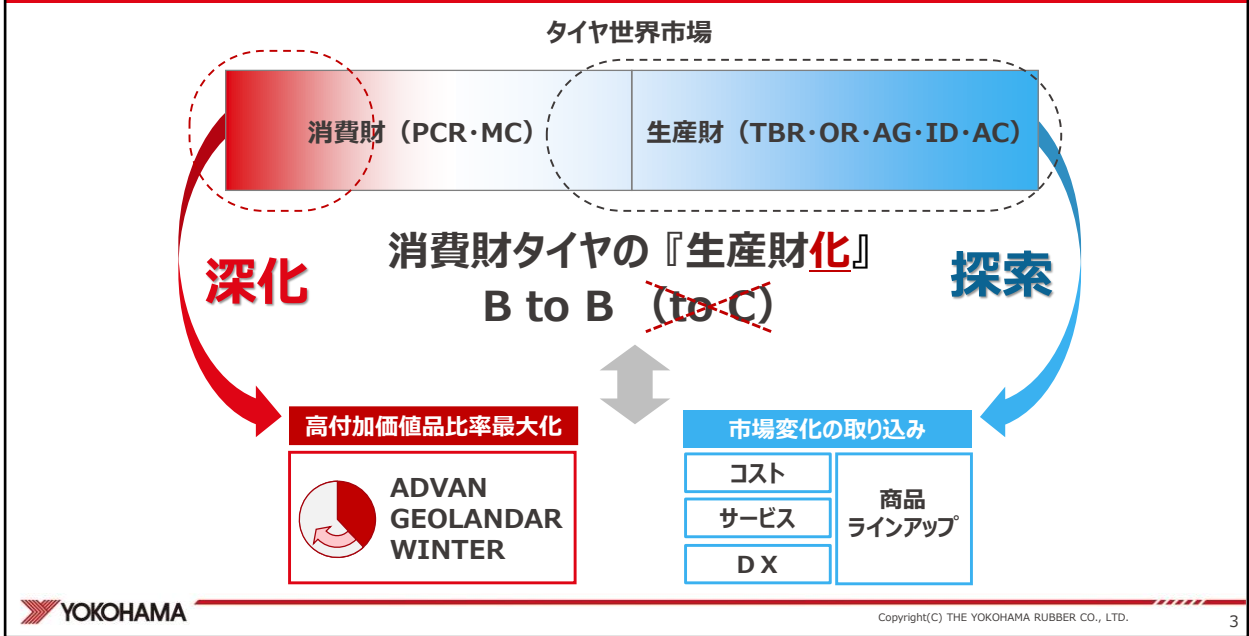 タイヤ世界市場
消費財（PCR・MC）
生産財（TBR・OR・AG・ID・AC）
消費財タイヤの『生産財化』
B to B （to C）
深化
探索
高付加価値品比率最大化
ADVAN
GEOLANDAR
WINTER
市場変化の取り込み
コスト
サービス
ＤＸ
商品
ラインアップ
YOKOHAMA
Copyright(C) THE YOKOHAMA RUBBER CO., LTD.
3